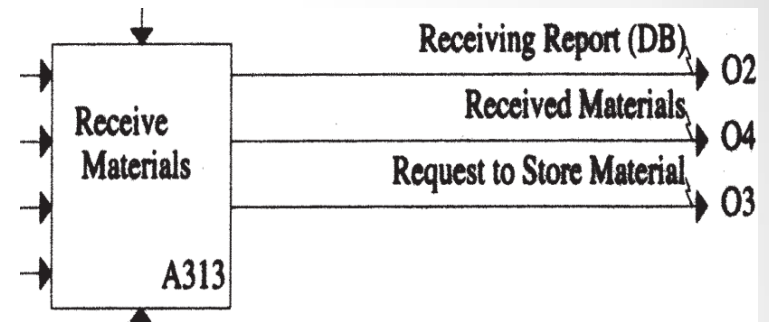 Receiving Report (DB)
O2
Received Materials
O4
Request to Store Material
O3
Receive
Materials
A313